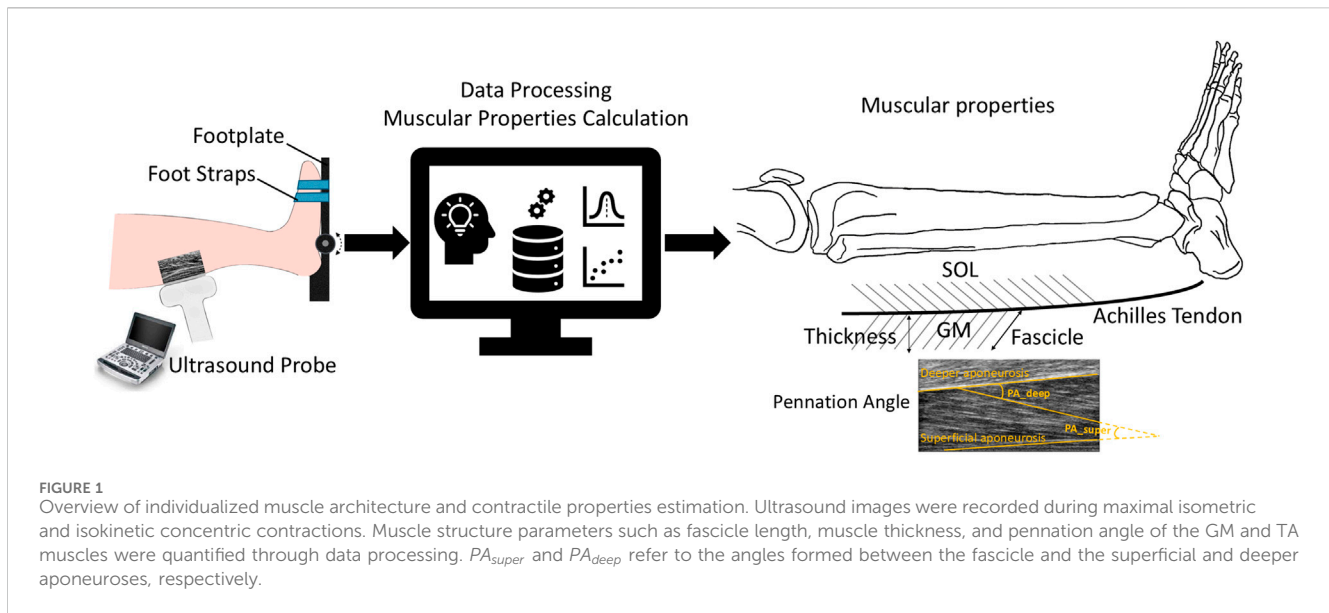 Data Processing
Muscular Properties Calculation
Muscular properties
Footplate
Foot Straps
Ultrasound Probe
SOL
Thickness
GM
Fascicle
Achilles Tendon
Pennation Angle
Deeper aponeurosis
PA_deep
PA_super
Superficial aponeurosis
FIGURE 1
Overview of individualized muscle architecture and contractile properties estimation. Ultrasound images were recorded during maximal isometric
and isokinetic concentric contractions. Muscle structure parameters such as fascicle length, muscle thickness, and pennation angle of the GM and TA
muscles were quantified through data processing. PAsuper and PAdeep refer to the angles formed between the fascicle and the superficial and deeper
aponeuroses, respectively.